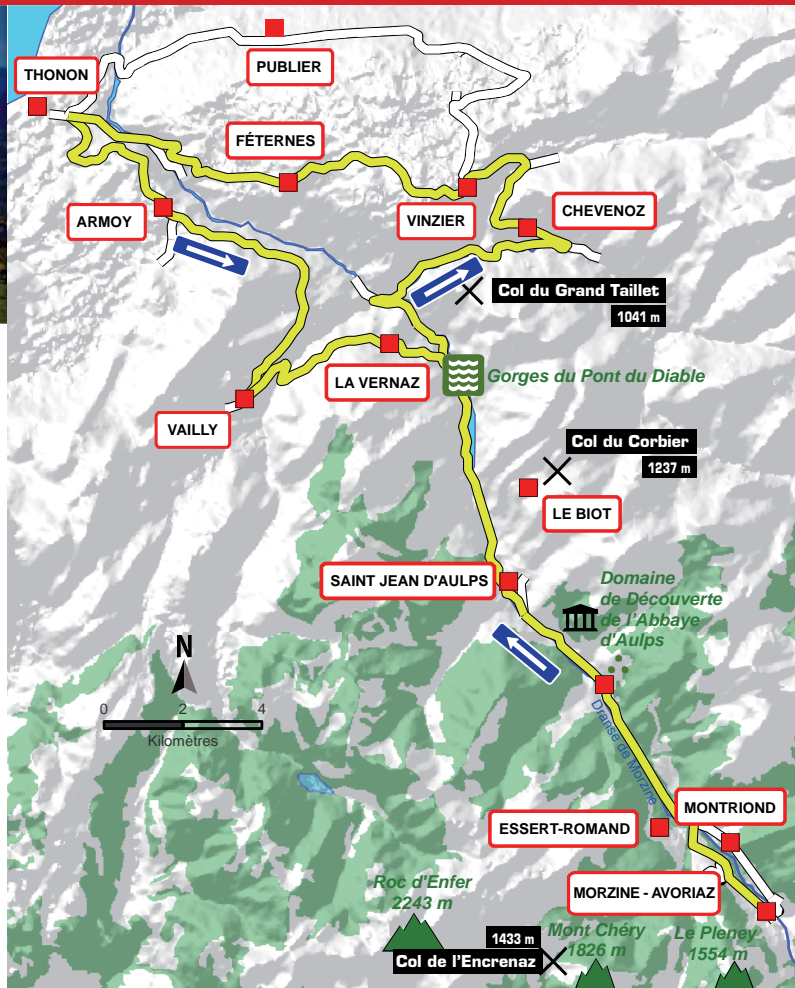 THONON
PUBLIER
FÉTERNES
ARMOY
VINZIER
CHEVENOZ
Col du Grand Taillet
1041 m
LA VERNAZ
Gorges du Pont du Diable
VAILLY
Col du Corbier
1237 m
LE BIOT
SAINT JEAN D'AULPS
Domaine
de Découverte
de l'Abbaye
d'Aulps
N
0 2 4
Kilomètres
Dranse de Morzine
MONTRIOND
ESSERT-ROMAND
MORZINE - AVORIAZ
Roc d'Enfer
2243 m
1433 m
Col de l'Encrenaz
Mont Chéry
1826 m
Le Pleney
1554 m